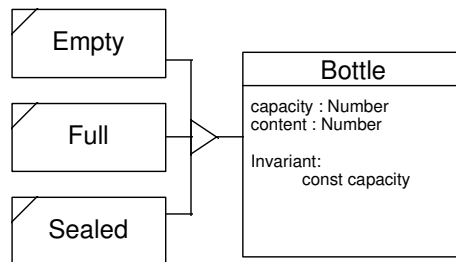 Empty
Full
Sealed
Bottle
capacity : Number
content : Number
Invariant:
const capacity